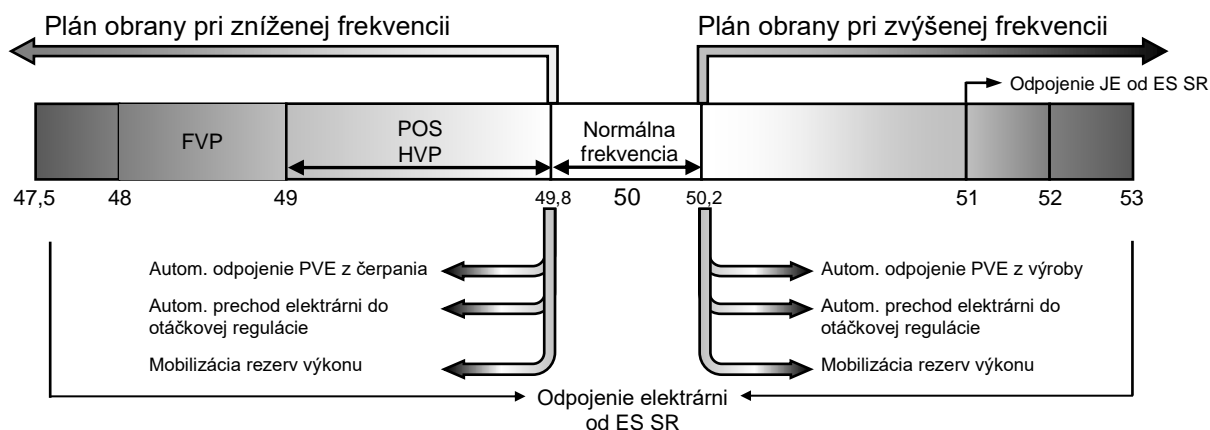 Plán obrany pri zníženej frekvencii
Plán obrany pri zvýšenej frekvencii
Odpojenie JE od ES SR
FVP
POS
HVP
Normálna
frekvencia
47,5
48
49
49,8
50
50,2
51
52
53
Autom. odpojenie PVE z čerpania
Autom. prechod elektrárni do
otáčkovej regulácie
Mobilizácia rezerv výkonu
Autom. odpojenie PVE z výroby
Autom. prechod elektrárni do
otáčkovej regulácie
Mobilizácia rezerv výkonu
Odpojenie elektrárni
od ES SR